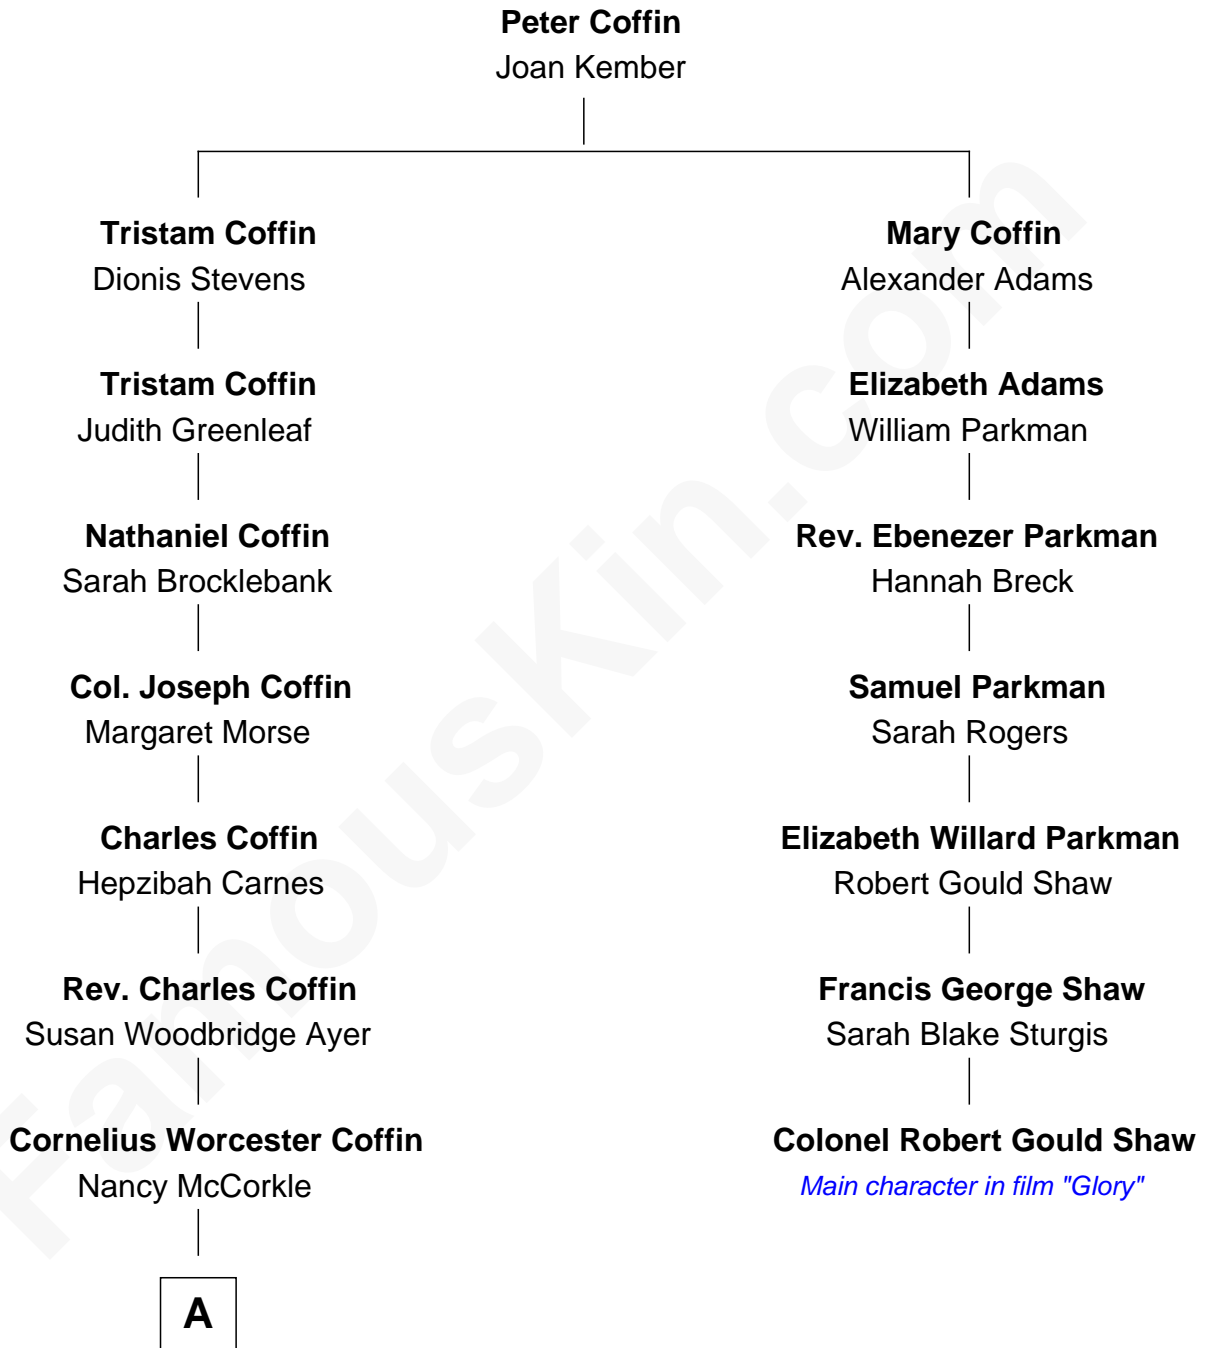 Peter Coffin
Joan Kember
Tristam Coffin
Dionis Stevens
Tristam Coffin
Judith Greenleaf
Nathaniel Coffin
Sarah Brocklebank
Col. Joseph Coffin
Margaret Morse
Charles Coffin
Hepzibah Carnes
Rev. Charles Coffin
Susan Woodbridge Ayer
Cornelius Worcester Coffin
Nancy McCorkle
A
Mary Coffin
Alexander Adams
Elizabeth Adams
William Parkman
Rev. Ebenezer Parkman
Hannah Breck
Samuel Parkman
Sarah Rogers
Elizabeth Willard Parkman
Robert Gould Shaw
Francis George Shaw
Sarah Blake Sturgis
Colonel Robert Gould Shaw
Main character in film "Glory"
FamousKin.com